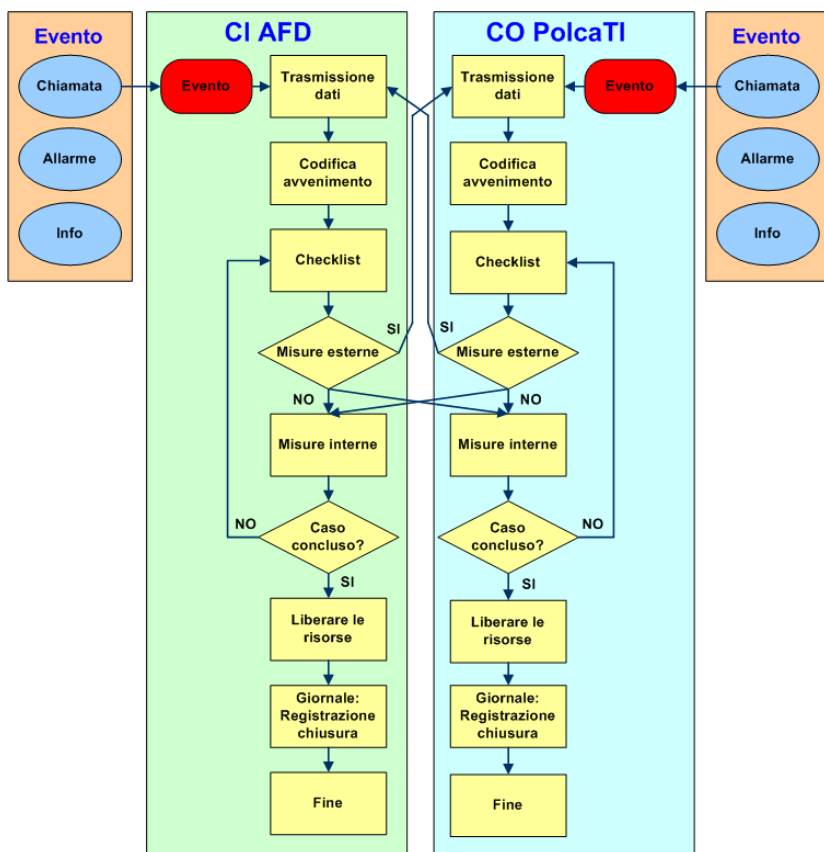 Evento
Chiamata
Allarme
Info
CI AFD
Evento
Trasmissione
dati
Codifica
avvenimento
Checklist
Misure esterne
SI
NO
Misure interne
Caso
concluso?
NO
SI
Liberare le
risorse
Giornale:
Registrazione
chiusura
Fine
CO PolcaTI
Trasmissione
dati
Evento
Codifica
avvenimento
Checklist
SI
Misure esterne
NO
Misure interne
Caso
concluso?
NO
SI
Liberare le
risorse
Giornale:
Registrazione
chiusura
Fine
Evento
Chiamata
Allarme
Info